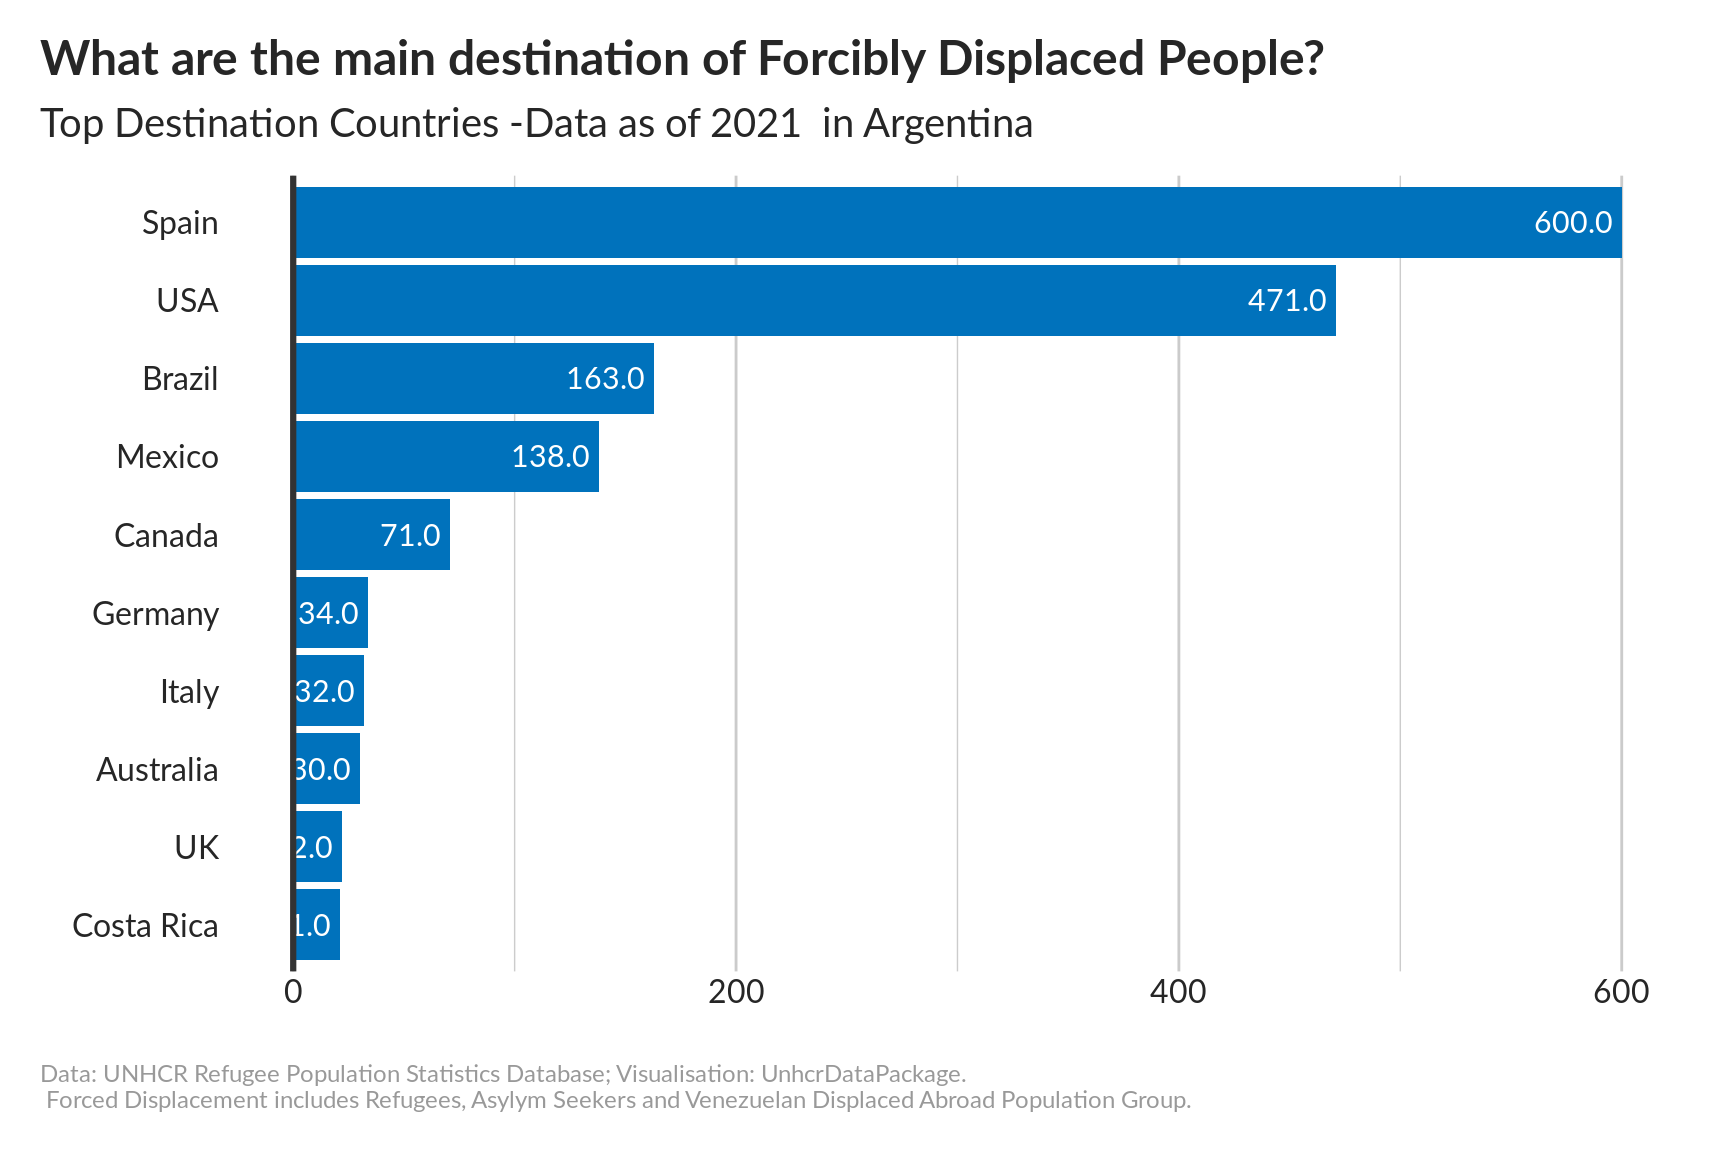 What are the main destination of Forcibly Displaced People?
Top Destination Countries -Data as of 2021  in Argentina
Spain 600.0
USA 471.0
Brazil 163.0
Mexico 138.0
Canada 71.0
Germany 34.0
Italy 32.0
Australia 30.0
UK 2.0
Costa Rica 1.0
0 200 400 600
Data: UNHCR Refugee Population Statistics Database; Visualisation: UnhcrDataPackage.
Forced Displacement includes Refugees, Asylym Seekers and Venezuelan Displaced Abroad Population Group.